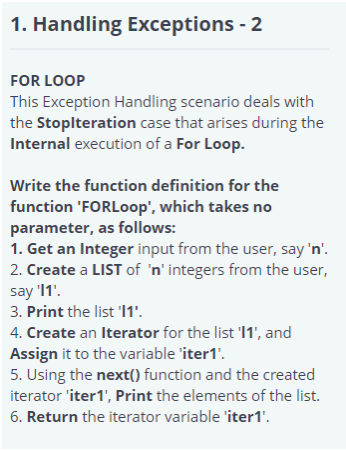 1. Handling Exceptions - 2
FOR LOOP
This Exception Handling scenario deals with
the StopIteration case that arises during the
Internal execution of a For Loop.
Write the function definition for the
function 'FORLoop', which takes no
parameter, as follows:
1. Get an Integer input from the user, say 'n'.
2. Create a LIST of  'n' integers from the user,
say 'l1'.
3. Print the list 'l1'.
4. Create an Iterator for the list 'l1', and
Assign it to the variable 'iter1'.
5. Using the next() function and the created
iterator 'iter1', Print the elements of the list.
6. Return the iterator variable 'iter1'.